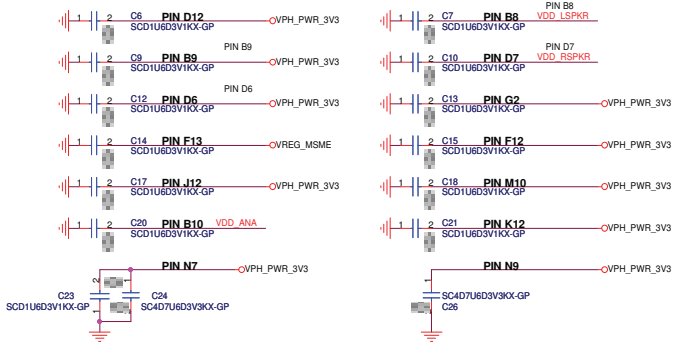 1 2 C6 PIN D12 VPH_PWR_3V3
SCD1U6D3V1KX-GP
PIN B9
1 2 C9 PIN B9 VPH_PWR_3V3
SCD1U6D3V1KX-GP
PIN D6
1 2 C12 PIN D6 VPH_PWR_3V3
SCD1U6D3V1KX-GP
1 2 C14 PIN F13 VREG_MSME
SCD1U6D3V1KX-GP
1 2 C17 PIN J12 VPH_PWR_3V3
SCD1U6D3V1KX-GP
1 2 C20 PIN B10 VDD_ANA
SCD1U6D3V1KX-GP
PIN N7 VPH_PWR_3V3
2 1
C23 C24
SCD1U6D3V1KX-GP SC4D7U6D3V3KX-GP
1 2
PIN B8
1 2 C7 PIN B8 VDD_LSPKR
SCD1U6D3V1KX-GP
PIN D7
1 2 C10 PIN D7 VDD_RSPKR
SCD1U6D3V1KX-GP
1 2 C13 PIN G2 VPH_PWR_3V3
SCD1U6D3V1KX-GP
1 2 C15 PIN F12 VPH_PWR_3V3
SCD1U6D3V1KX-GP
1 2 C18 PIN M10 VPH_PWR_3V3
SCD1U6D3V1KX-GP
1 2 C21 PIN K12 VPH_PWR_3V3
SCD1U6D3V1KX-GP
PIN N9 VPH_PWR_3V3
1
SC4D7U6D3V3KX-GP
2 C26